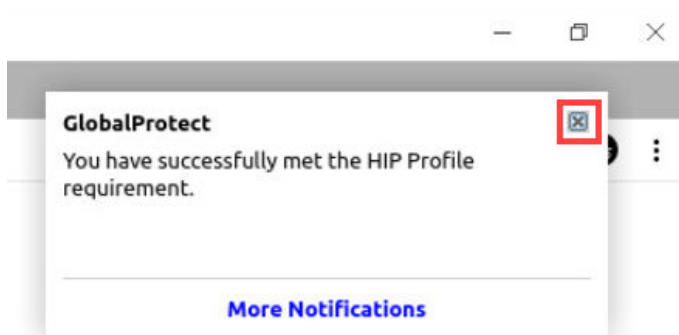 GlobalProtect
You have successfully met the HIP Profile
requirement.
More Notifications